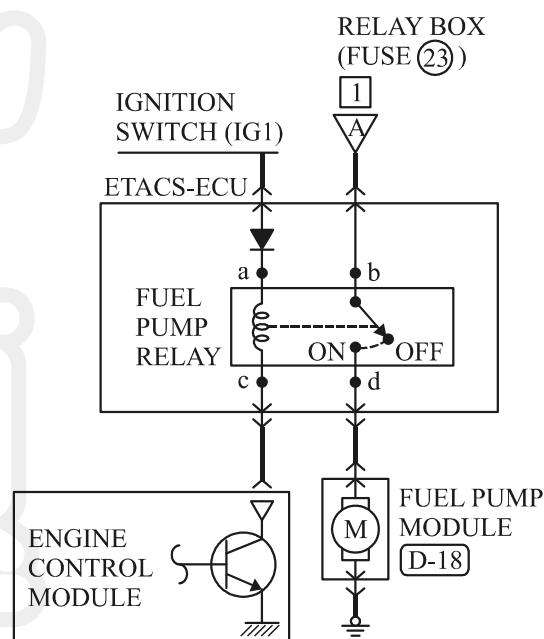 RELAY BOX
(FUSE 23)
1
A
IGNITION
SWITCH (IG1)
ETACS-ECU
a
b
FUEL
PUMP
RELAY
ON
OFF
c
d
ENGINE
CONTROL
MODULE
M
FUEL PUMP
MODULE
D-18